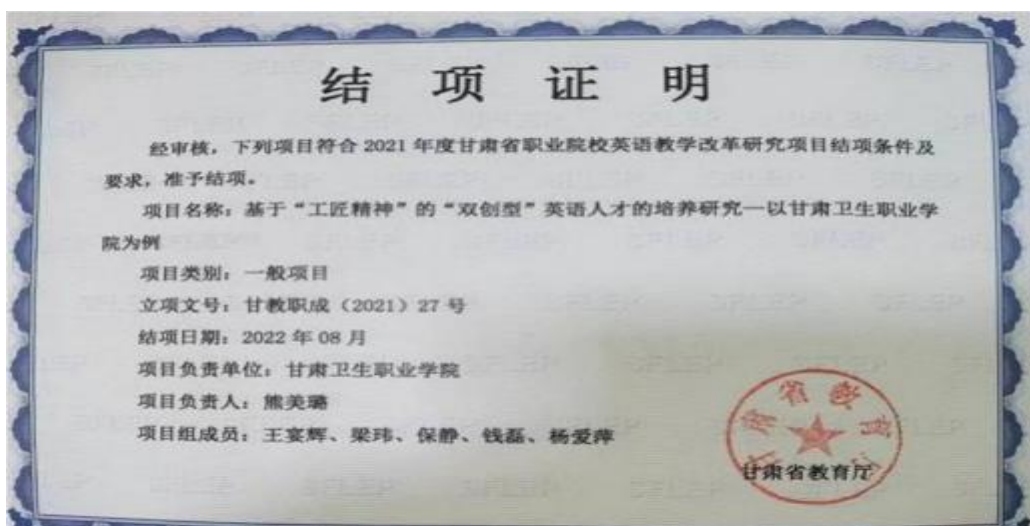 结项证明
经审核，下列项目符合 2021 年度甘肃省职业院校英语教学改革研究项目结项条件及
要求，准予结项。
项目名称：基于“工匠精神”的“双创型”英语人才的培养研究—以甘肃卫生职业学
院为例
项目类别：一般项目
立项文号：甘教职成（2021）27 号
结项日期：2022 年 08 月
项目负责单位：甘肃卫生职业学院
项目负责人：熊美璐
项目组成员：王宴辉、梁玮、保静、钱磊、杨爱萍
甘肃省教育厅
甘肃省教育厅